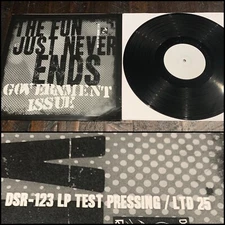 THE FUN
JUST NEVER
ENDS
GOVERNMENT
ISSUE
DSR-123 LP TEST PRESSING / LTD 25